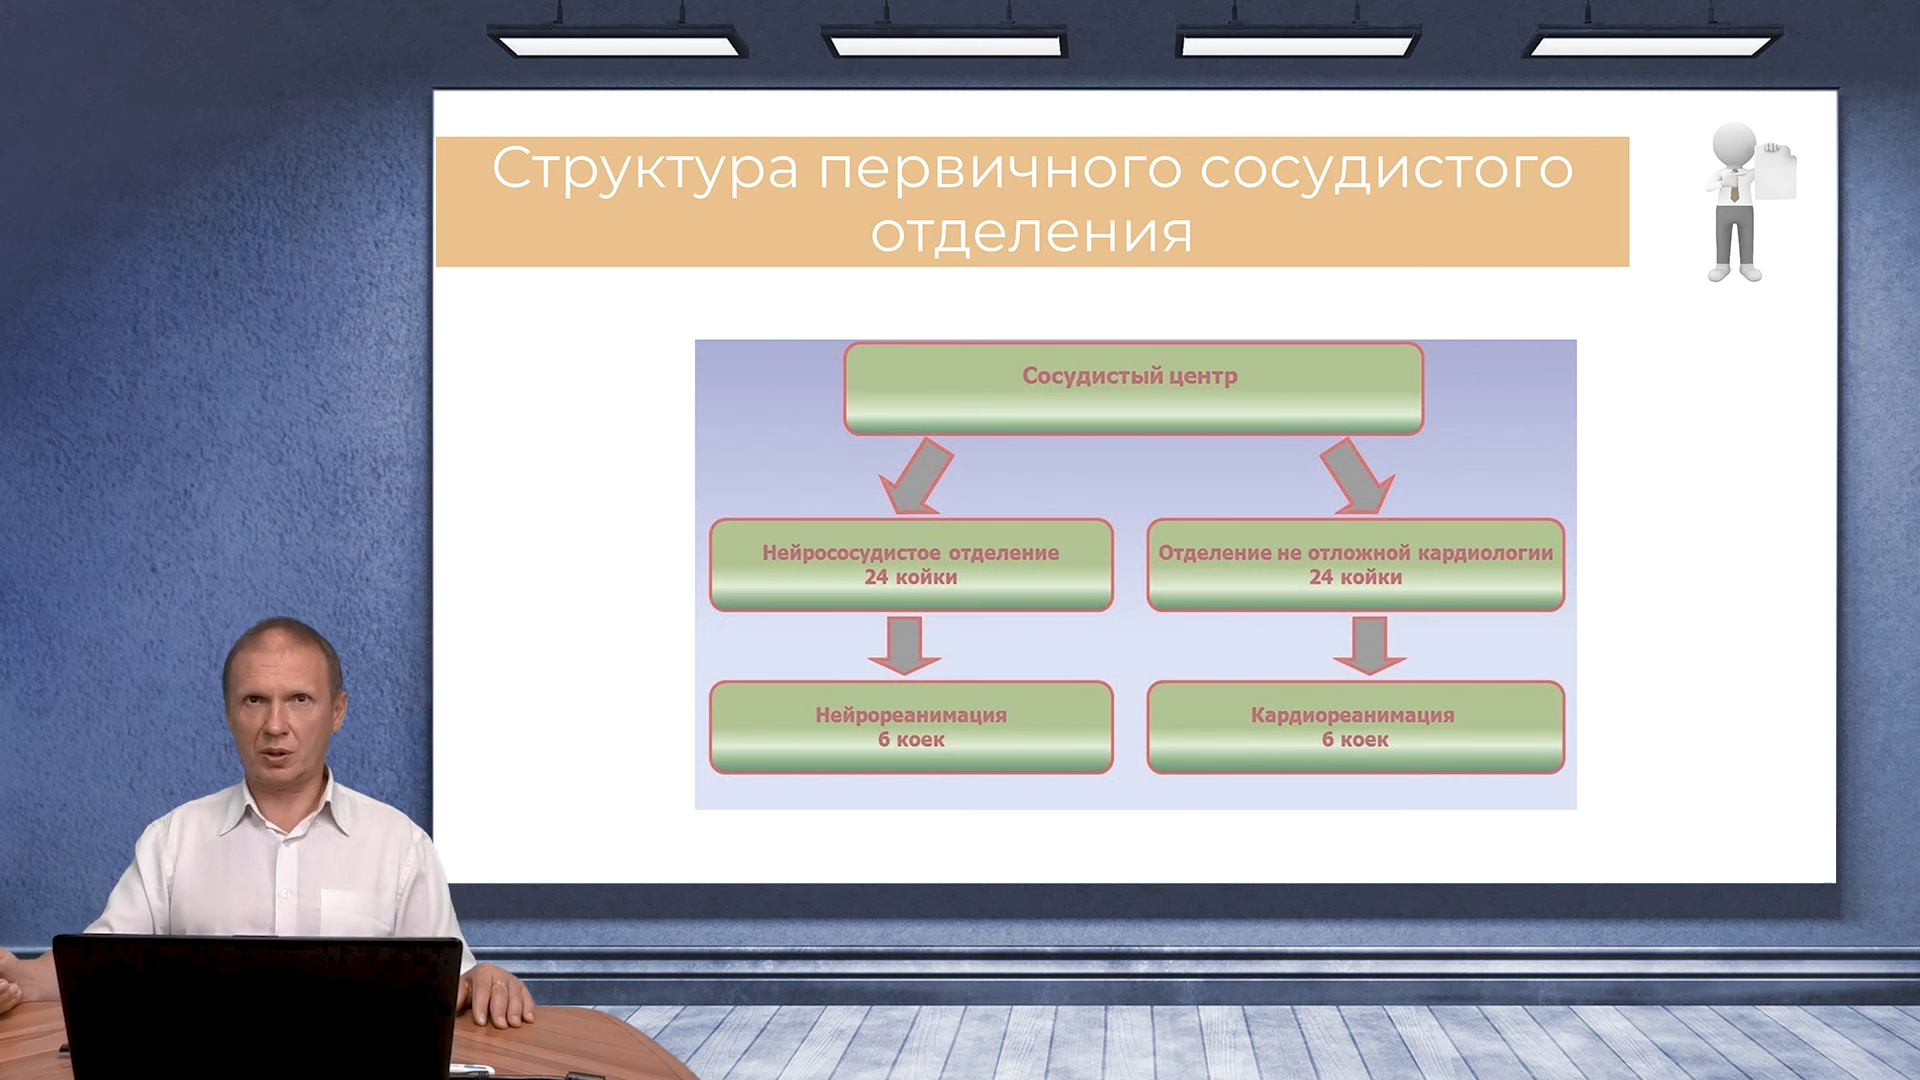 Структура первичного сосудистого
отделения
Сосудистый центр
Нейрососудистое отделение
24 койки
Отделение не отложной кардиологии
24 койки
Нейрореанимация
6 коек
Кардиореанимация
6 коек